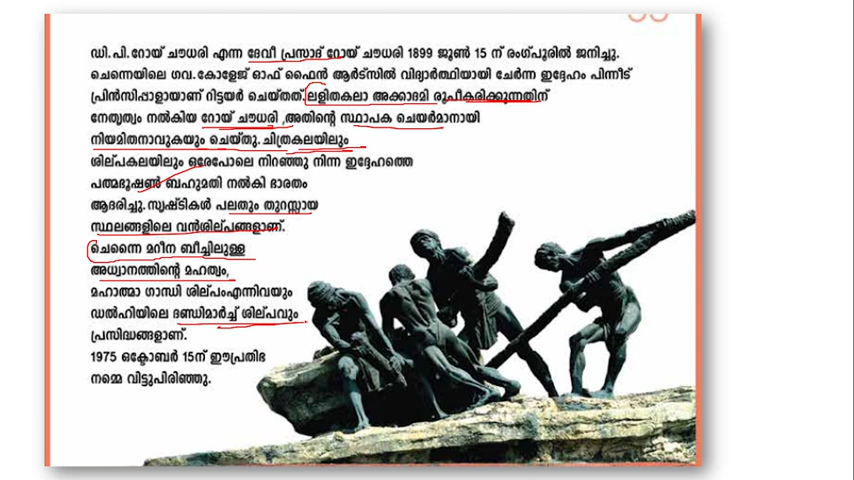 ഡി.പി.റോയ് ചൗധരി എന്ന ദേവീ പ്രസാദ് റോയ് ചൗധരി 1899 ജൂൺ 15 ന് രംഗ്പൂരിൽ ജനിച്ചു.
ചെന്നൈയിലെ ഗവ.കോളേജ് ഓഫ് ഫൈൻ ആർട്സിൽ വിദ്യാർത്ഥിയായി ചേർന്ന ഇദ്ദേഹം പിന്നീട്
പ്രിൻസിപ്പാളായാണ് റിട്ടയർ ചെയ്തത്.ലളിതകലാ അക്കാദമി രൂപീകരിക്കുന്നതിന്
നേതൃത്വം നൽകിയ റോയ് ചൗധരി ,അതിന്റെ സ്ഥാപക ചെയർമാനായി
നിയമിതനാവുകയും ചെയ്തു.ചിത്രകലയിലും
ശില്പകലയിലും ഒരേപോലെ നിറഞ്ഞു നിന്ന ഇദ്ദേഹത്തെ
പത്മഭൂഷൺ ബഹുമതി നൽകി ഭാരതം
ആദരിച്ചു.സൃഷ്ടികൾ പലതും തുറസ്സായ
സ്ഥലങ്ങളിലെ വൻശില്പങ്ങളാണ്.
ചെന്നൈ മറീന ബീച്ചിലുള്ള
അധ്വാനത്തിന്റെ മഹത്വം,
മഹാത്മാ ഗാന്ധി ശില്പംഎന്നിവയും
ഡൽഹിയിലെ ദണ്ഡിമാർച്ച് ശില്പവും
പ്രസിദ്ധങ്ങളാണ്.
1975 ഒക്ടോബർ 15ന് ഈപ്രതിഭ
നമ്മെ വിട്ടുപിരിഞ്ഞു.